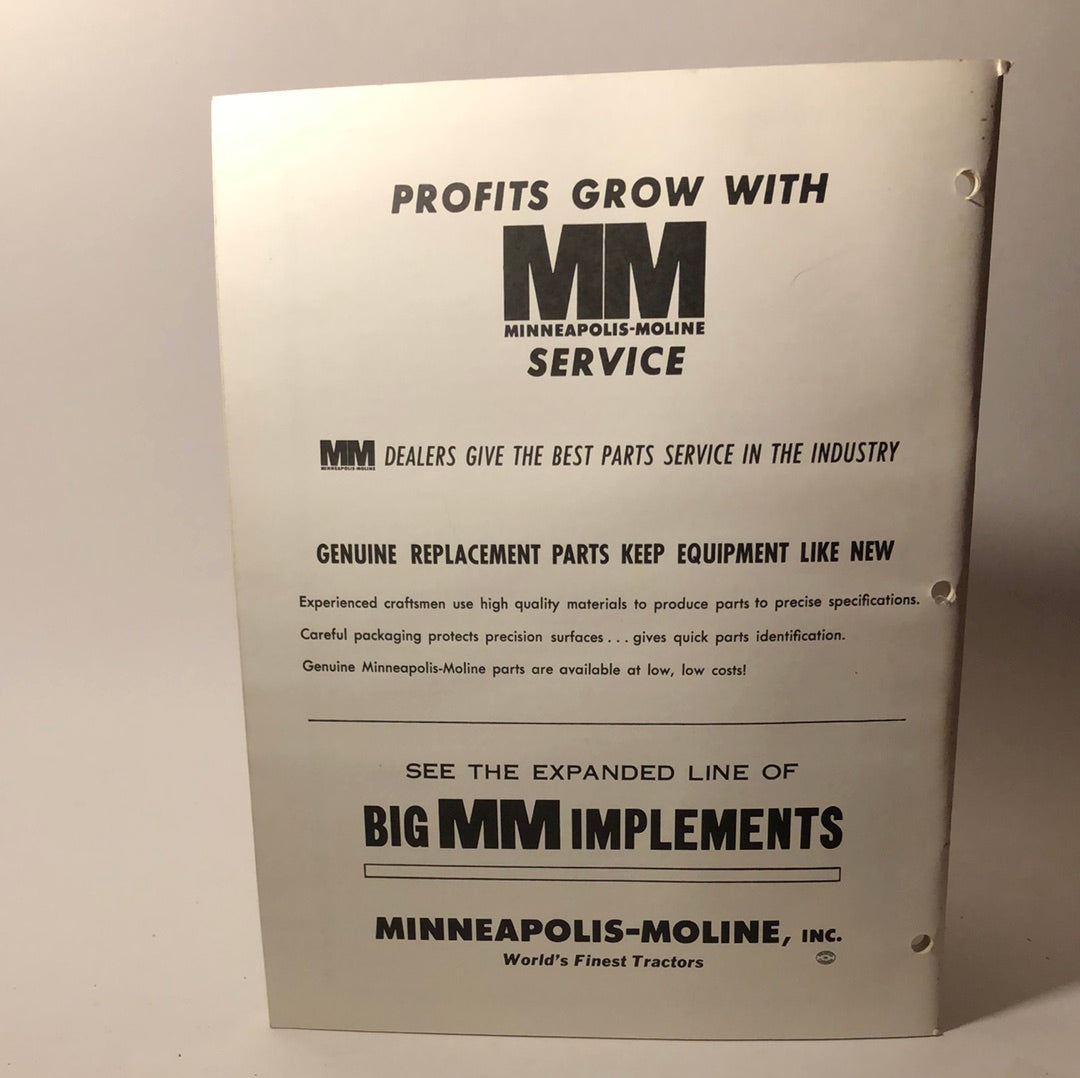 PROFITS GROW WITH
MM
MINNEAPOLIS-MOLINE
SERVICE
MM MINNEAPOLIS-MOLINE DEALERS GIVE THE BEST PARTS SERVICE IN THE INDUSTRY
GENUINE REPLACEMENT PARTS KEEP EQUIPMENT LIKE NEW
Experienced craftsmen use high quality materials to produce parts to precise specifications.
Careful packaging protects precision surfaces . . . gives quick parts identification.
Genuine Minneapolis-Moline parts are available at low, low costs!
SEE THE EXPANDED LINE OF
BIG MM IMPLEMENTS
MINNEAPOLIS-MOLINE, INC.
World's Finest Tractors